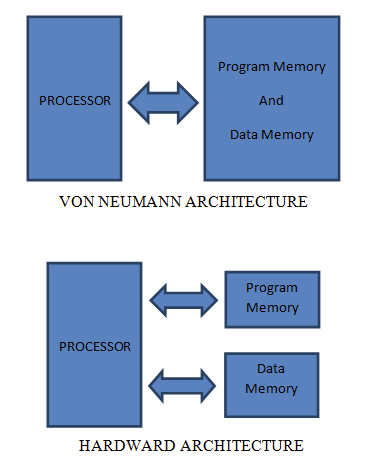 PROCESSOR
Program Memory
And
Data Memory
VON NEUMANN ARCHITECTURE
PROCESSOR
Program
Memory
Data
Memory
HARDWARD ARCHITECTURE